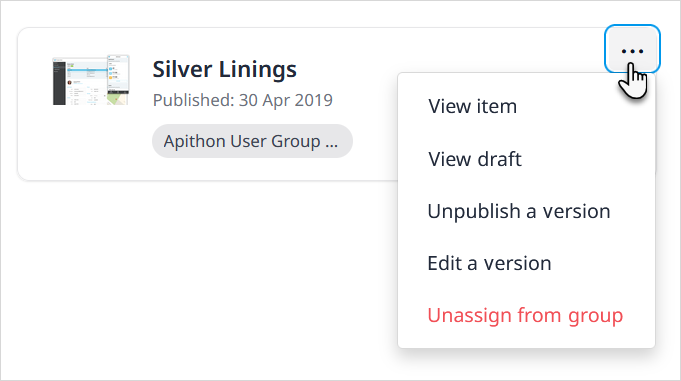 Silver Linings
Published: 30 Apr 2019
Apithon User Group ...
...
View item
View draft
Unpublish a version
Edit a version
Unassign from group